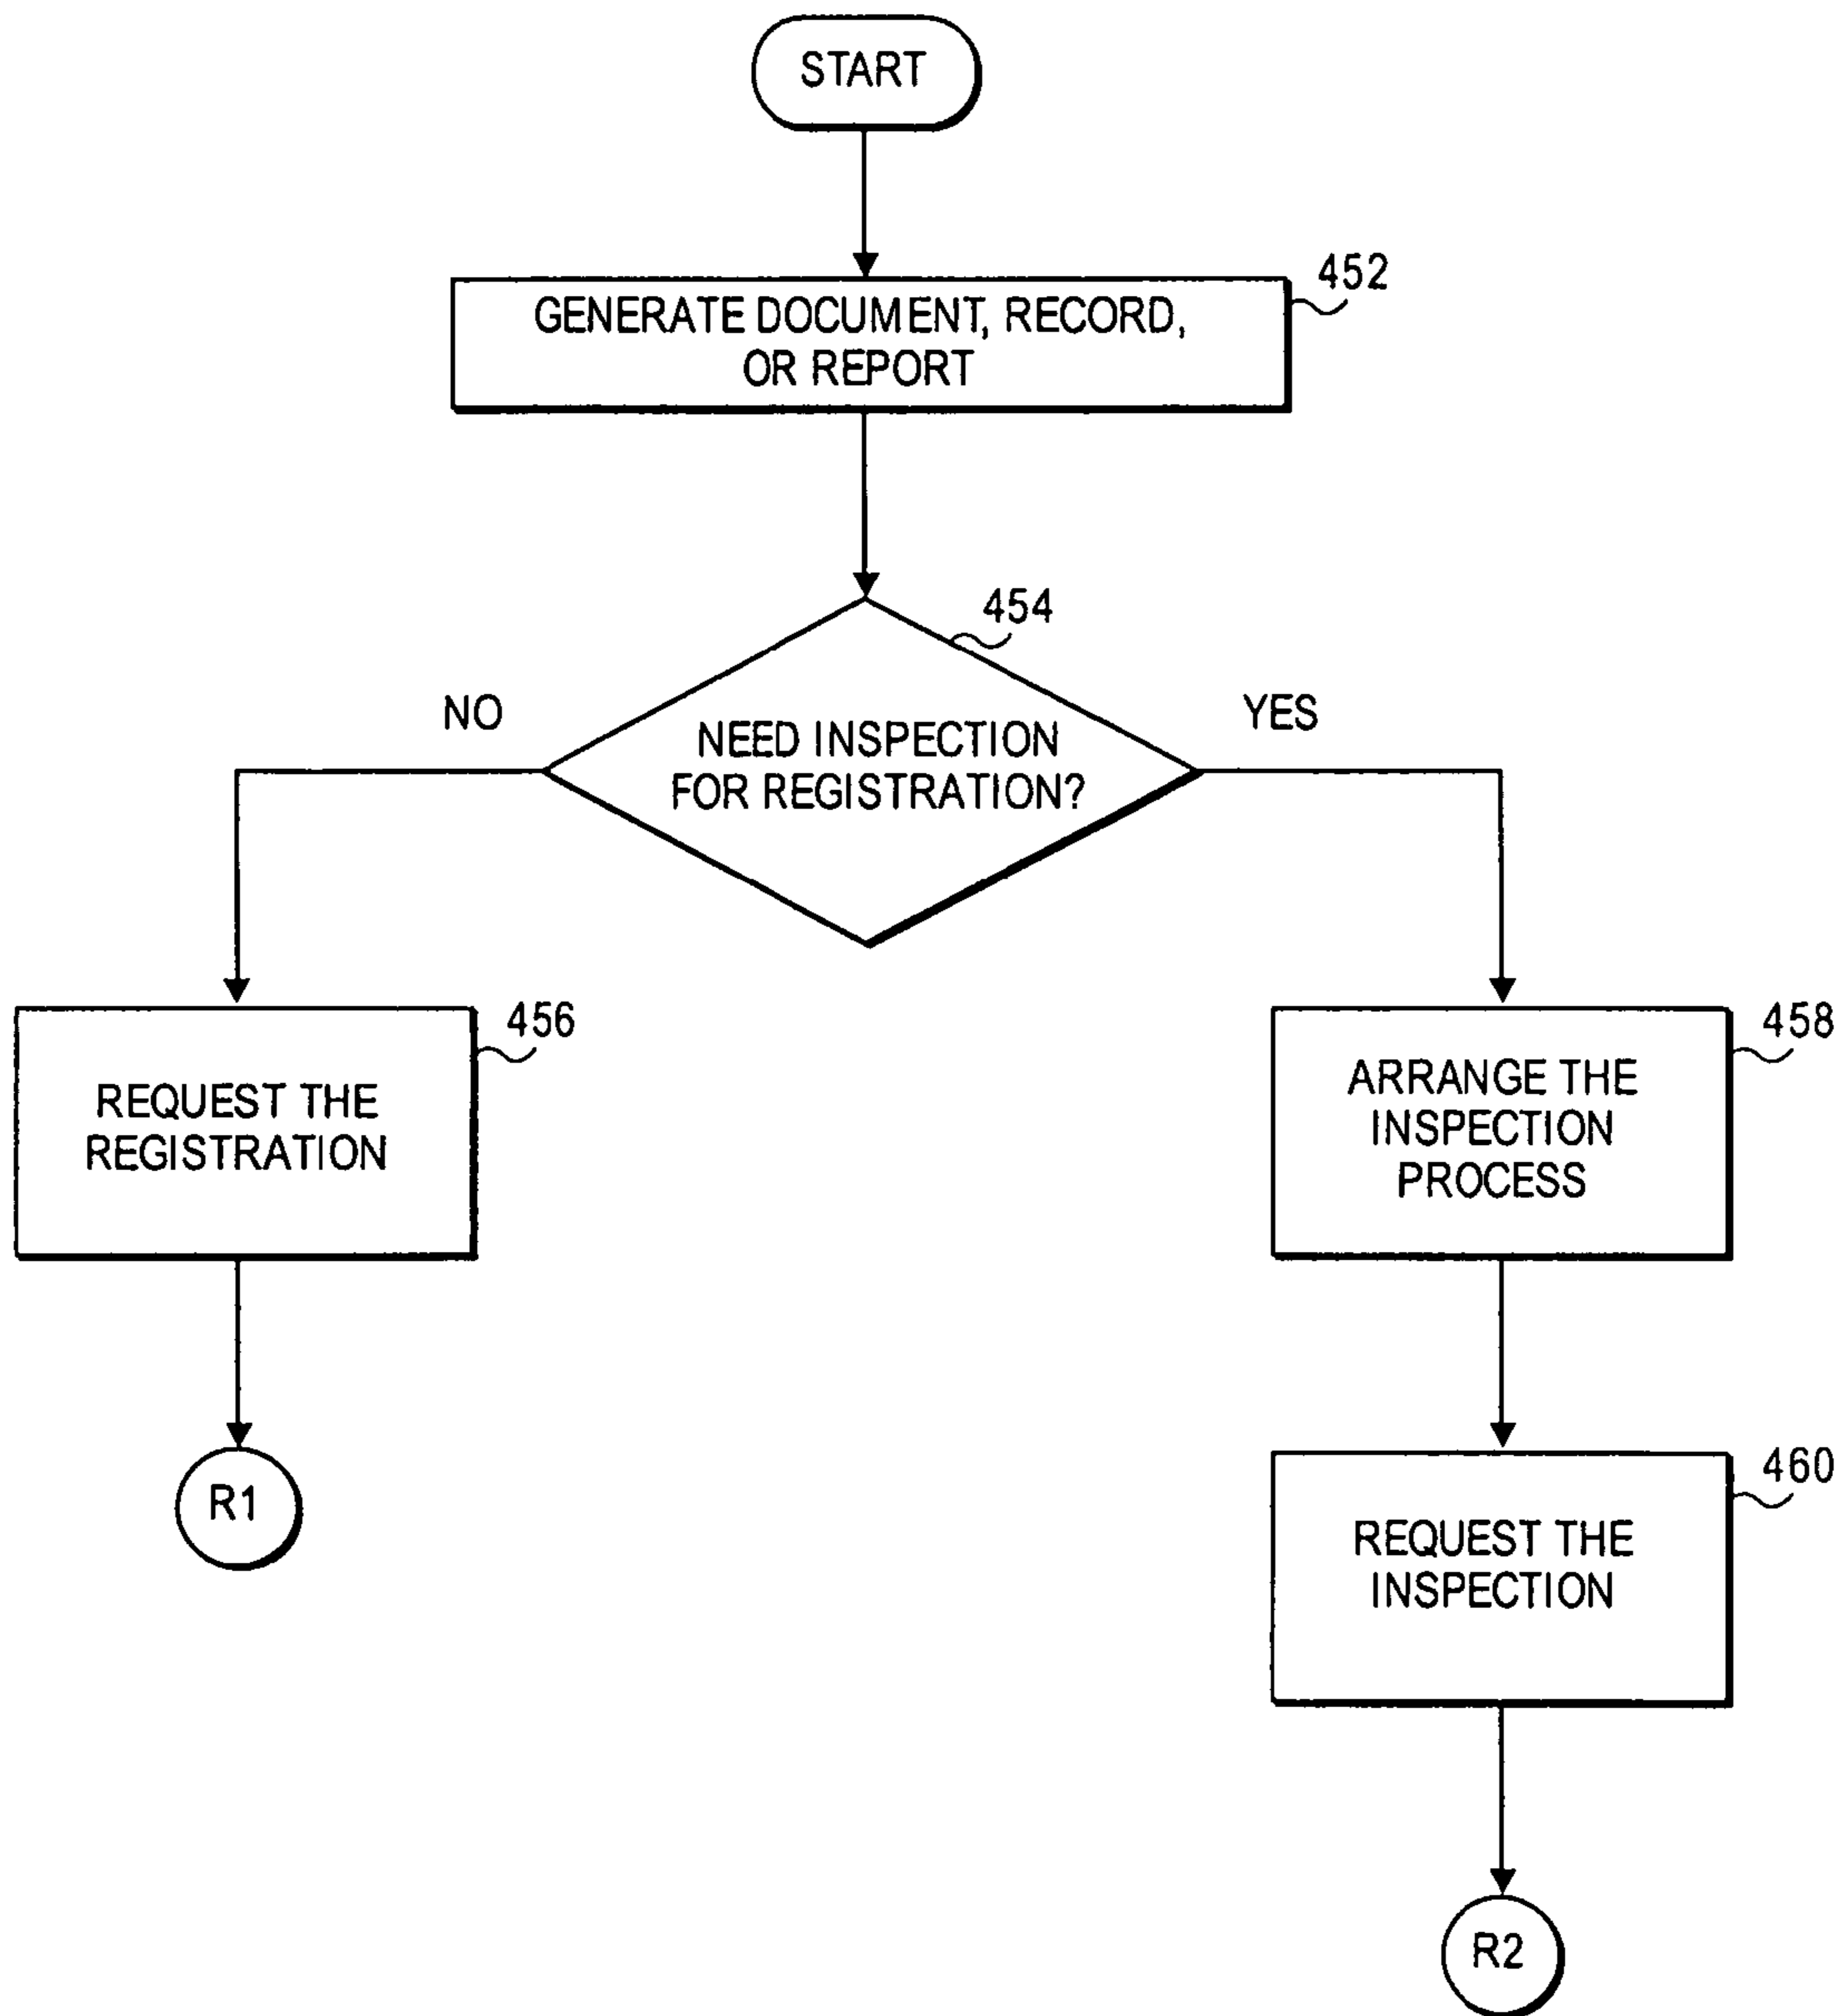 START
452
GENERATE DOCUMENT, RECORD,
OR REPORT
454
NO
YES
NEED INSPECTION
FOR REGISTRATION?
456
REQUEST THE
REGISTRATION
458
ARRANGE THE
INSPECTION
PROCESS
R1
460
REQUEST THE
INSPECTION
R2